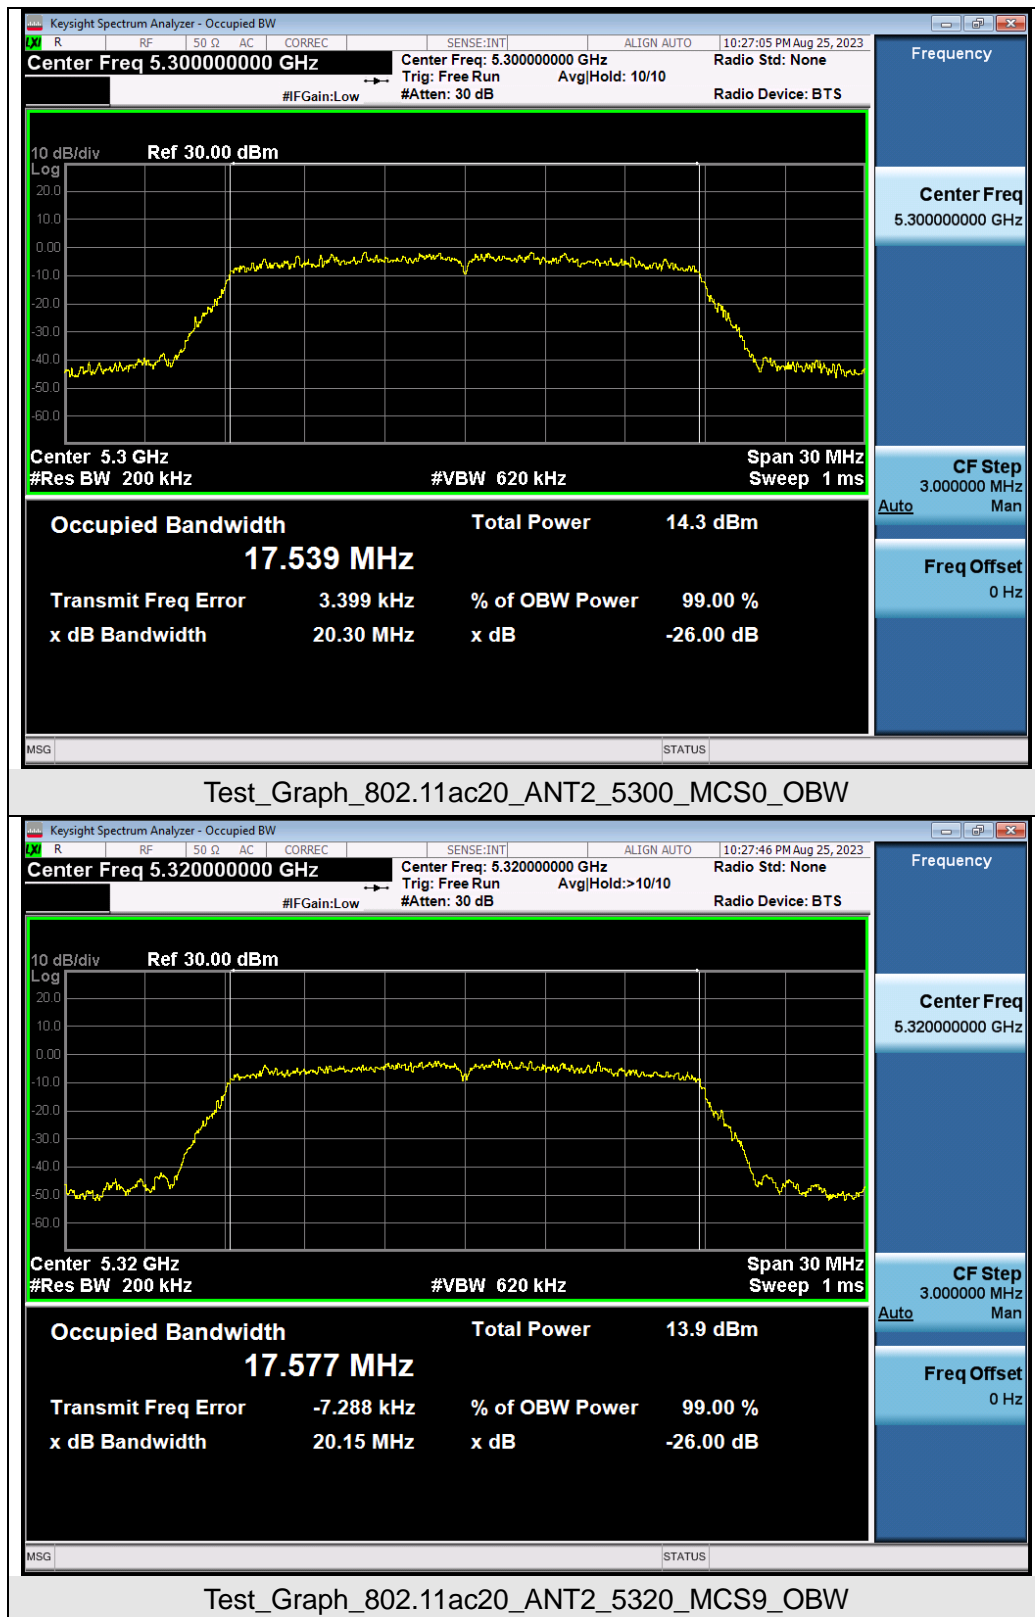 Keysight Spectrum Analyzer - Occupied BW
LXI R RF 50 Ω AC CORREC SENSE:INT ALIGN AUTO 10:27:05 PM Aug 25, 2023
Center Freq 5.300000000 GHz
Center Freq: 5.300000000 GHz Radio Std: None
Trig: Free Run Avg|Hold: 10/10
#IFGain:Low #Atten: 30 dB Radio Device: BTS
Frequency
10 dB/div Ref 30.00 dBm
Log
20.0
10.0
0.00
-10.0
-20.0
-30.0
-40.0
-50.0
-60.0
Center 5.3 GHz Span 30 MHz
#Res BW 200 kHz #VBW 620 kHz Sweep 1 ms
Center Freq
5.300000000 GHz
CF Step
3.000000 MHz
Auto Man
Freq Offset
0 Hz
Occupied Bandwidth Total Power 14.3 dBm
17.539 MHz
Transmit Freq Error 3.399 kHz % of OBW Power 99.00 %
x dB Bandwidth 20.30 MHz x dB -26.00 dB
MSG STATUS
Test_Graph_802.11ac20_ANT2_5300_MCS0_OBW
Keysight Spectrum Analyzer - Occupied BW
LXI R RF 50 Ω AC CORREC SENSE:INT ALIGN AUTO 10:27:46 PM Aug 25, 2023
Center Freq 5.320000000 GHz
Center Freq: 5.320000000 GHz Radio Std: None
Trig: Free Run Avg|Hold:>10/10
#IFGain:Low #Atten: 30 dB Radio Device: BTS
Frequency
10 dB/div Ref 30.00 dBm
Log
20.0
10.0
0.00
-10.0
-20.0
-30.0
-40.0
-50.0
-60.0
Center 5.32 GHz Span 30 MHz
#Res BW 200 kHz #VBW 620 kHz Sweep 1 ms
Center Freq
5.320000000 GHz
CF Step
3.000000 MHz
Auto Man
Freq Offset
0 Hz
Occupied Bandwidth Total Power 13.9 dBm
17.577 MHz
Transmit Freq Error -7.288 kHz % of OBW Power 99.00 %
x dB Bandwidth 20.15 MHz x dB -26.00 dB
MSG STATUS
Test_Graph_802.11ac20_ANT2_5320_MCS9_OBW